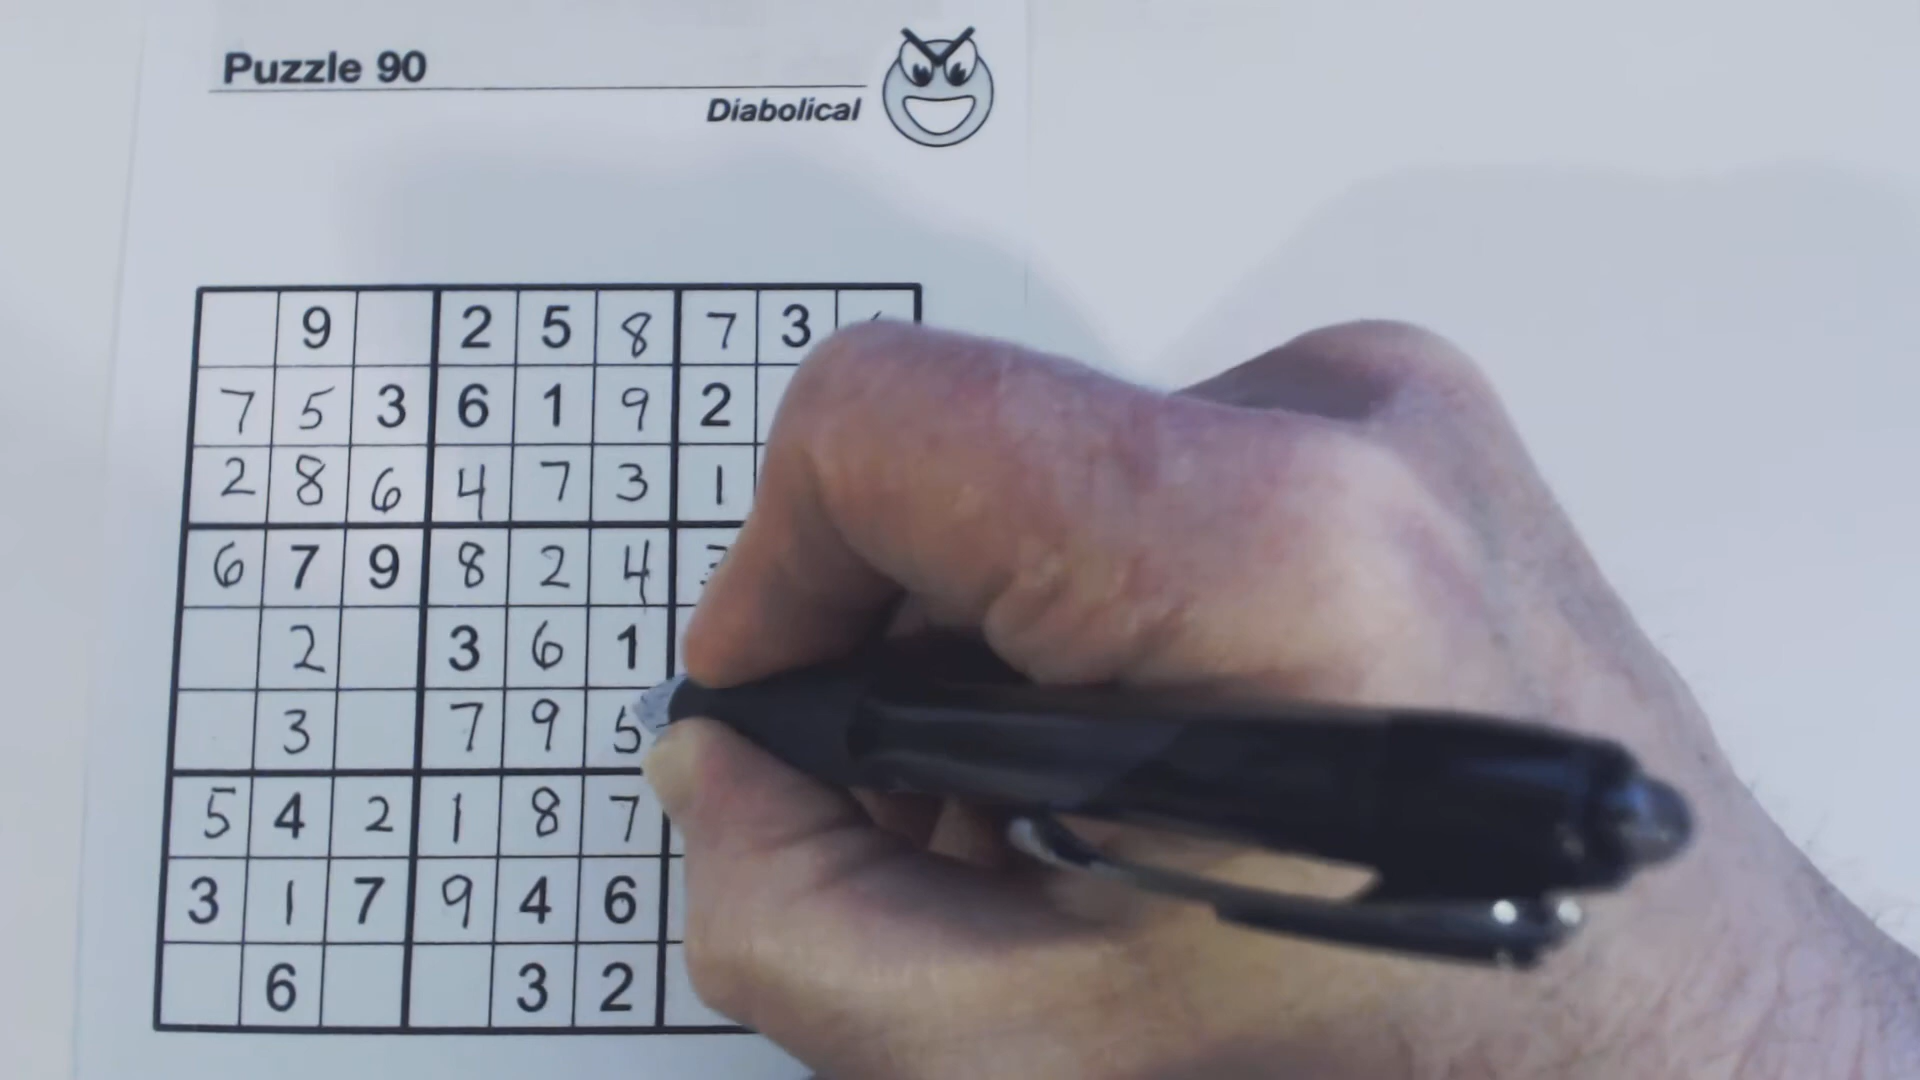 Puzzle 90
Diabolical
9 2 5 8 7 3
7 5 3 6 1 9 2
2 8 6 4 7 3 1
6 7 9 8 2 4
2 3 6 1
3 7 9 5
5 4 2 1 8 7
3 1 7 9 4 6
6 3 2